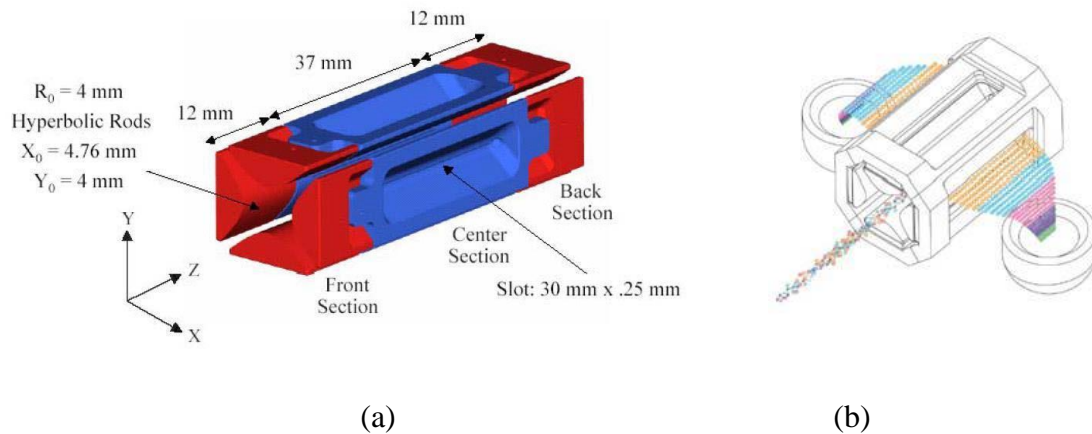 12 mm
37 mm
12 mm
R₀ = 4 mm
Hyperbolic Rods
X₀ = 4.76 mm
Y₀ = 4 mm
Y
Z
X
Back
Section
Center
Section
Front
Section
Slot: 30 mm x .25 mm
(a)
(b)